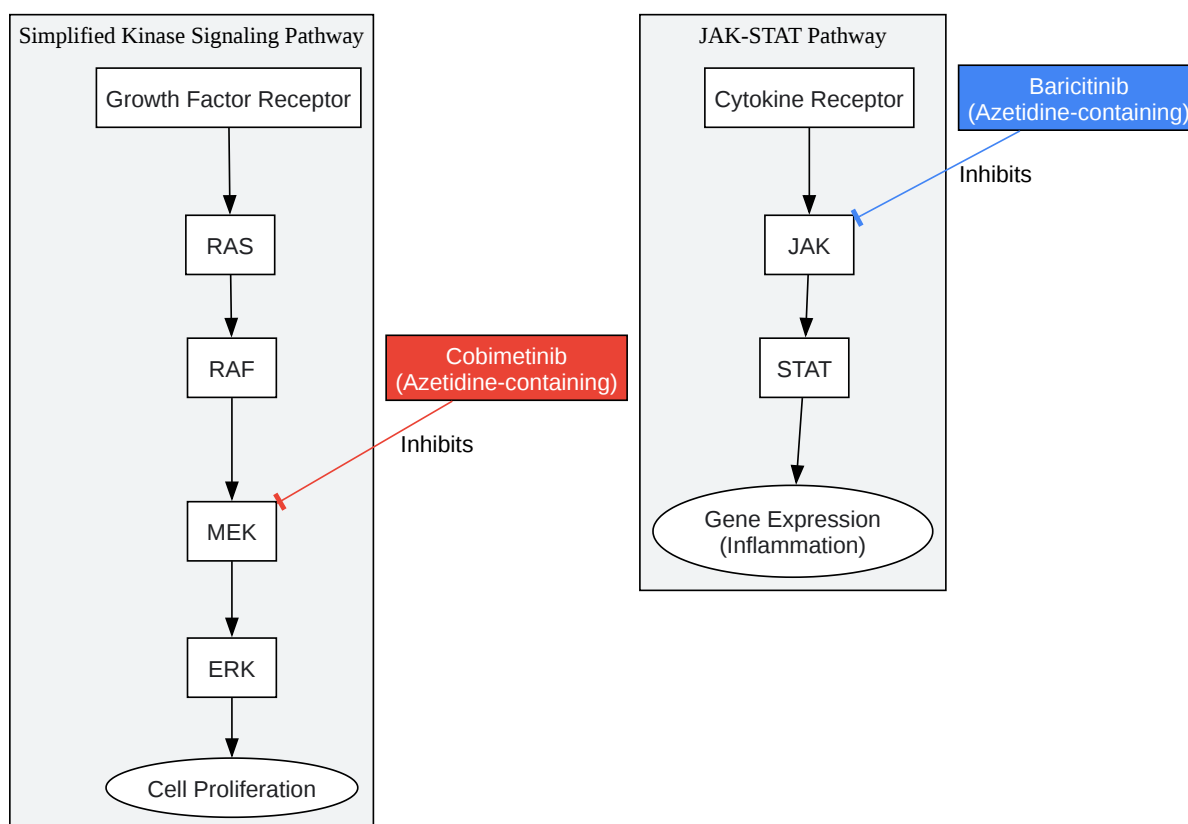 Simplified Kinase Signaling Pathway
Growth Factor Receptor
RAS
RAF
MEK
ERK
Cell Proliferation
Cobimetinib
(Azetidine-containing)
Inhibits
JAK-STAT Pathway
Cytokine Receptor
JAK
STAT
Gene Expression
(Inflammation)
Baricitinib
(Azetidine-containing)
Inhibits